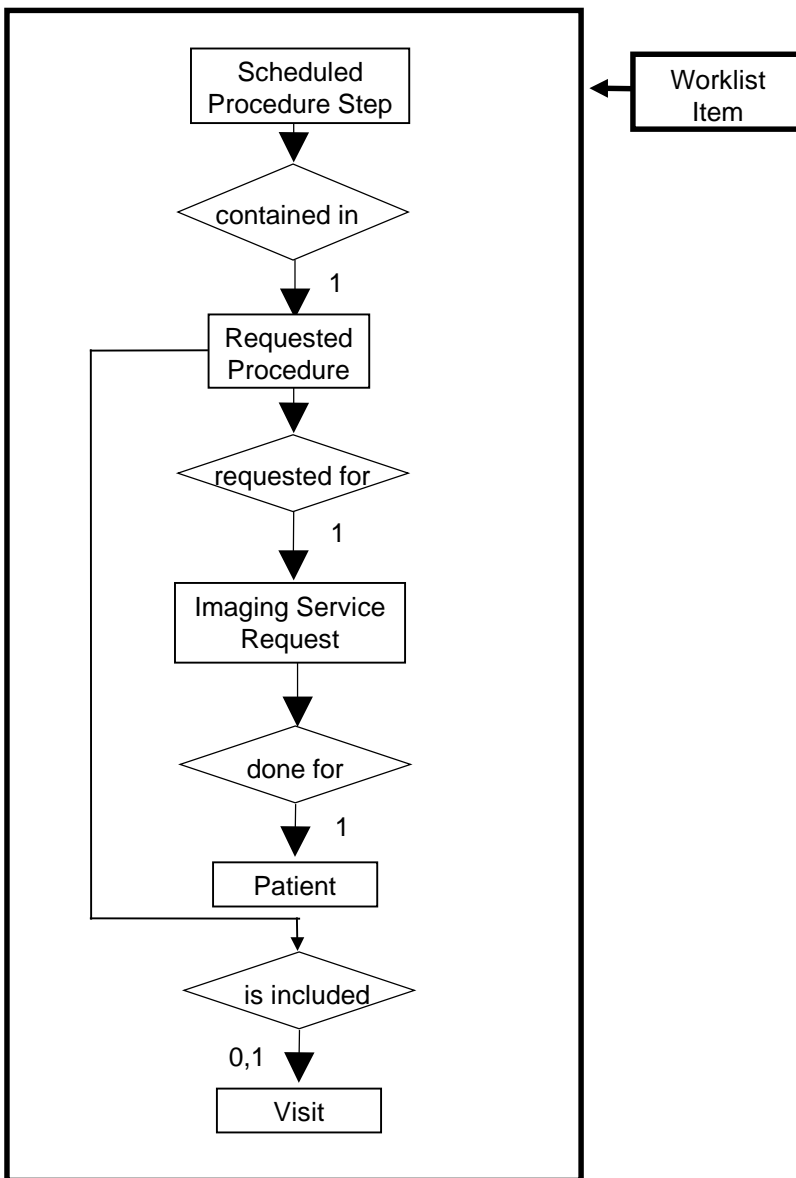 Scheduled
Procedure Step
Worklist
Item
contained in
1
Requested
Procedure
requested for
1
Imaging Service
Request
done for
1
Patient
is included
0,1
Visit